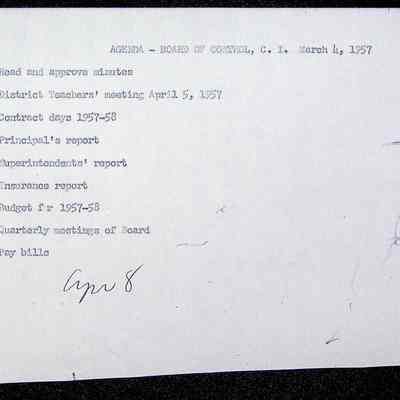 AGENDA - BOARD OF CONTROL, C. I. March 4, 1957
Read and approve minutes
District Teachers' meeting April 5, 1957
Contract days 1957-58
Principal's report
Superintendents' report
Insurance report
Budget f r 1957-58
Quarterly meetings of Board
Pay bills
Apr 8